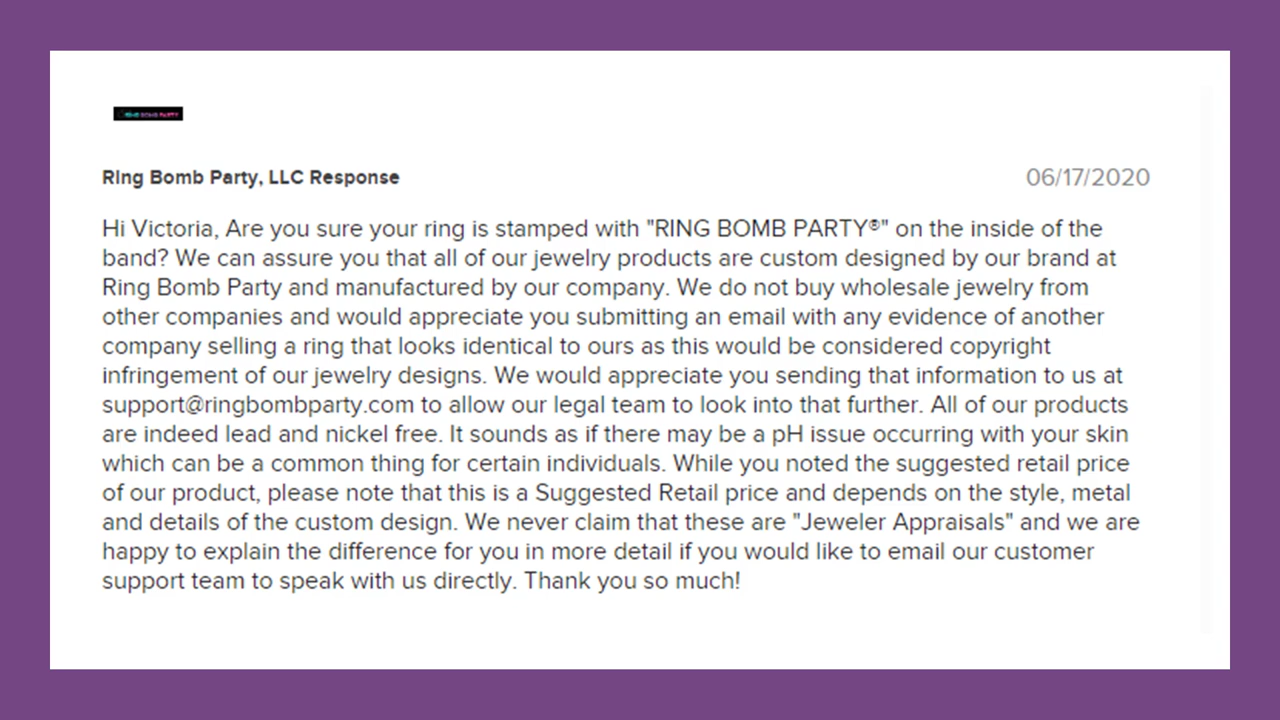 RING BOMB PARTY
RIng Bomb Party, LLC Response
06/17/2020
Hi Victoria, Are you sure your ring is stamped with "RING BOMB PARTY®" on the inside of the
band? We can assure you that all of our jewelry products are custom designed by our brand at
Ring Bomb Party and manufactured by our company. We do not buy wholesale jewelry from
other companies and would appreciate you submitting an email with any evidence of another
company selling a ring that looks identical to ours as this would be considered copyright
infringement of our jewelry designs. We would appreciate you sending that information to us at
support@ringbombparty.com to allow our legal team to look into that further. All of our products
are indeed lead and nickel free. It sounds as if there may be a pH issue occurring with your skin
which can be a common thing for certain individuals. While you noted the suggested retail price
of our product, please note that this is a Suggested Retail price and depends on the style, metal
and details of the custom design. We never claim that these are "Jeweler Appraisals" and we are
happy to explain the difference for you in more detail if you would like to email our customer
support team to speak with us directly. Thank you so much!